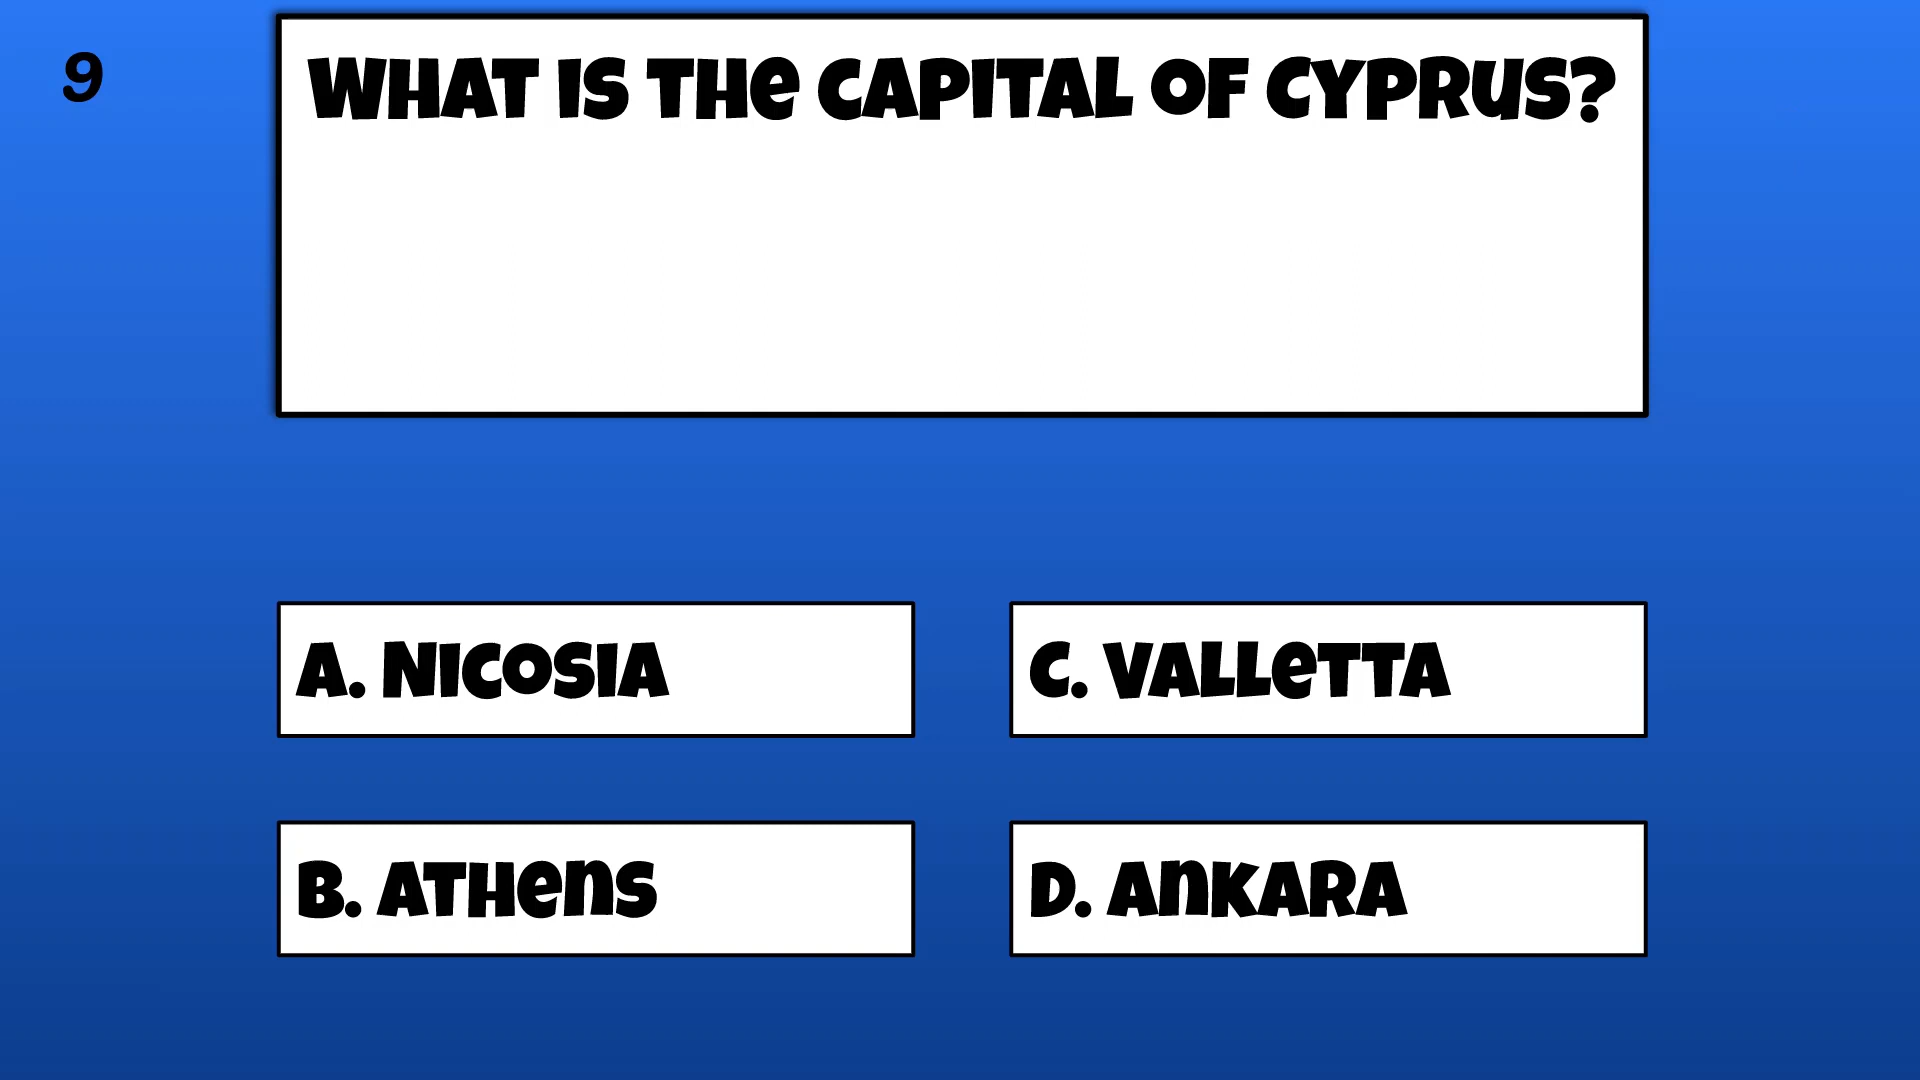 9
WHAT IS THE CAPITAL OF CYPRUS?
A. NICOSIA
C. VALLETTA
B. ATHENS
D. ANKARA